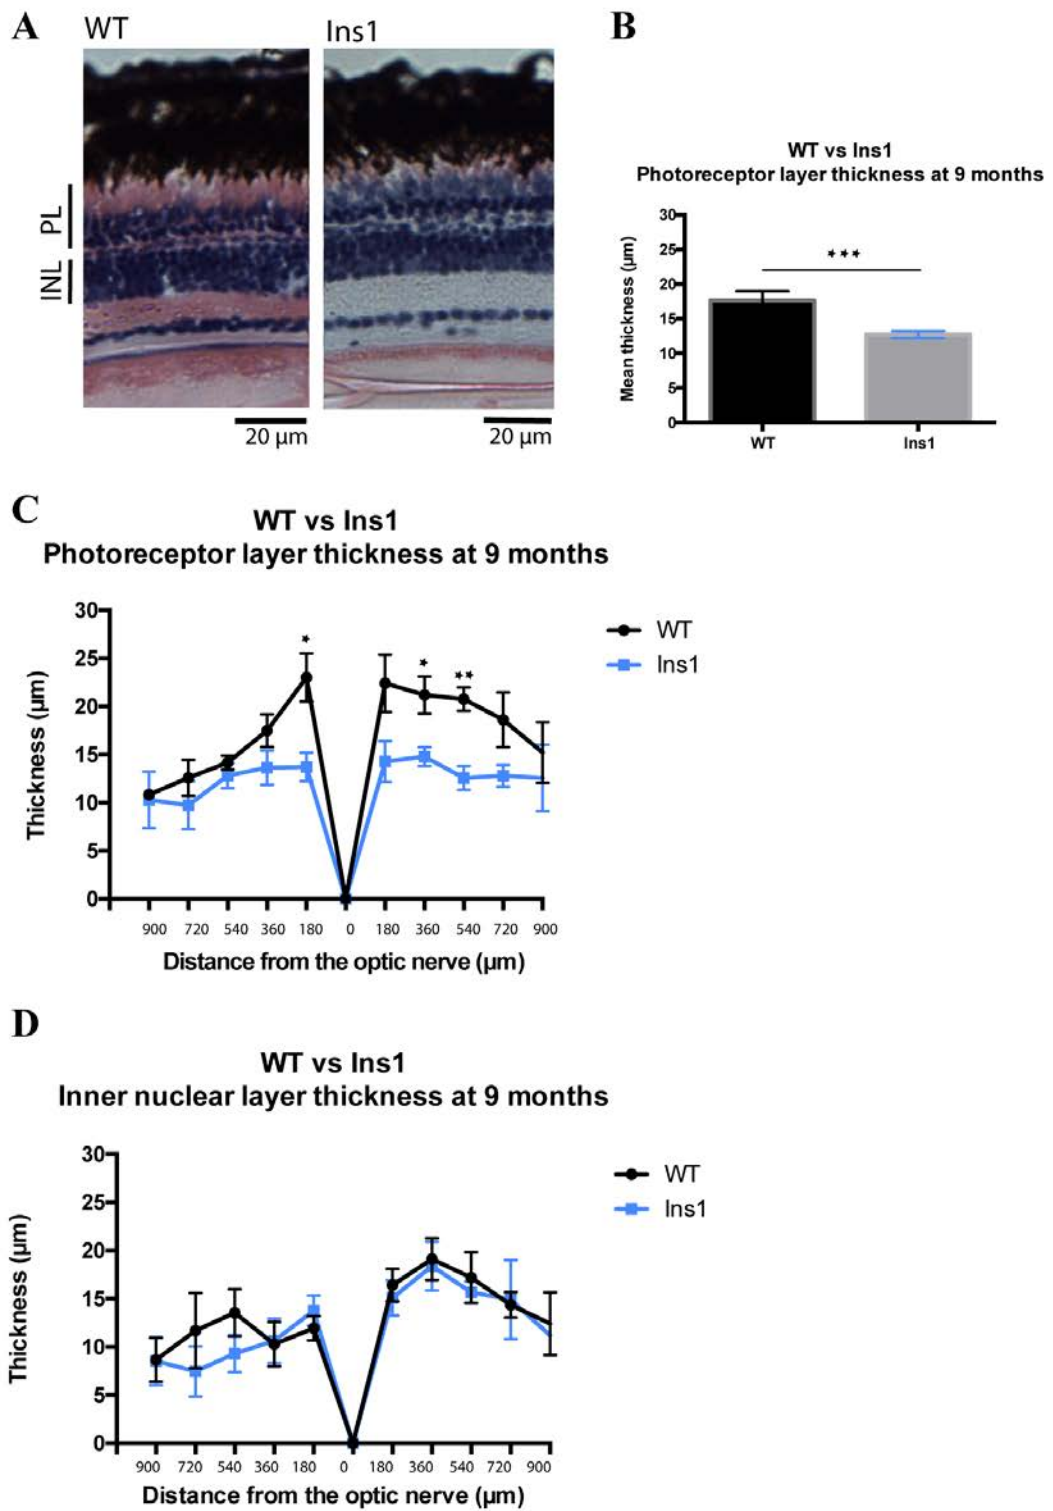 A
WT
Ins1
PL
INL
20 µm
20 µm
B
WT vs Ins1
Photoreceptor layer thickness at 9 months
Mean thickness (µm)
30
25
20
15
10
5
0
***
WT
Ins1
C
WT vs Ins1
Photoreceptor layer thickness at 9 months
Thickness (µm)
30
25
20
15
10
5
0
*
*
**
WT
Ins1
900 720 540 360 180 0 180 360 540 720 900
Distance from the optic nerve (µm)
D
WT vs Ins1
Inner nuclear layer thickness at 9 months
Thickness (µm)
30
25
20
15
10
5
0
WT
Ins1
900 720 540 360 180 0 180 360 540 720 900
Distance from the optic nerve (µm)